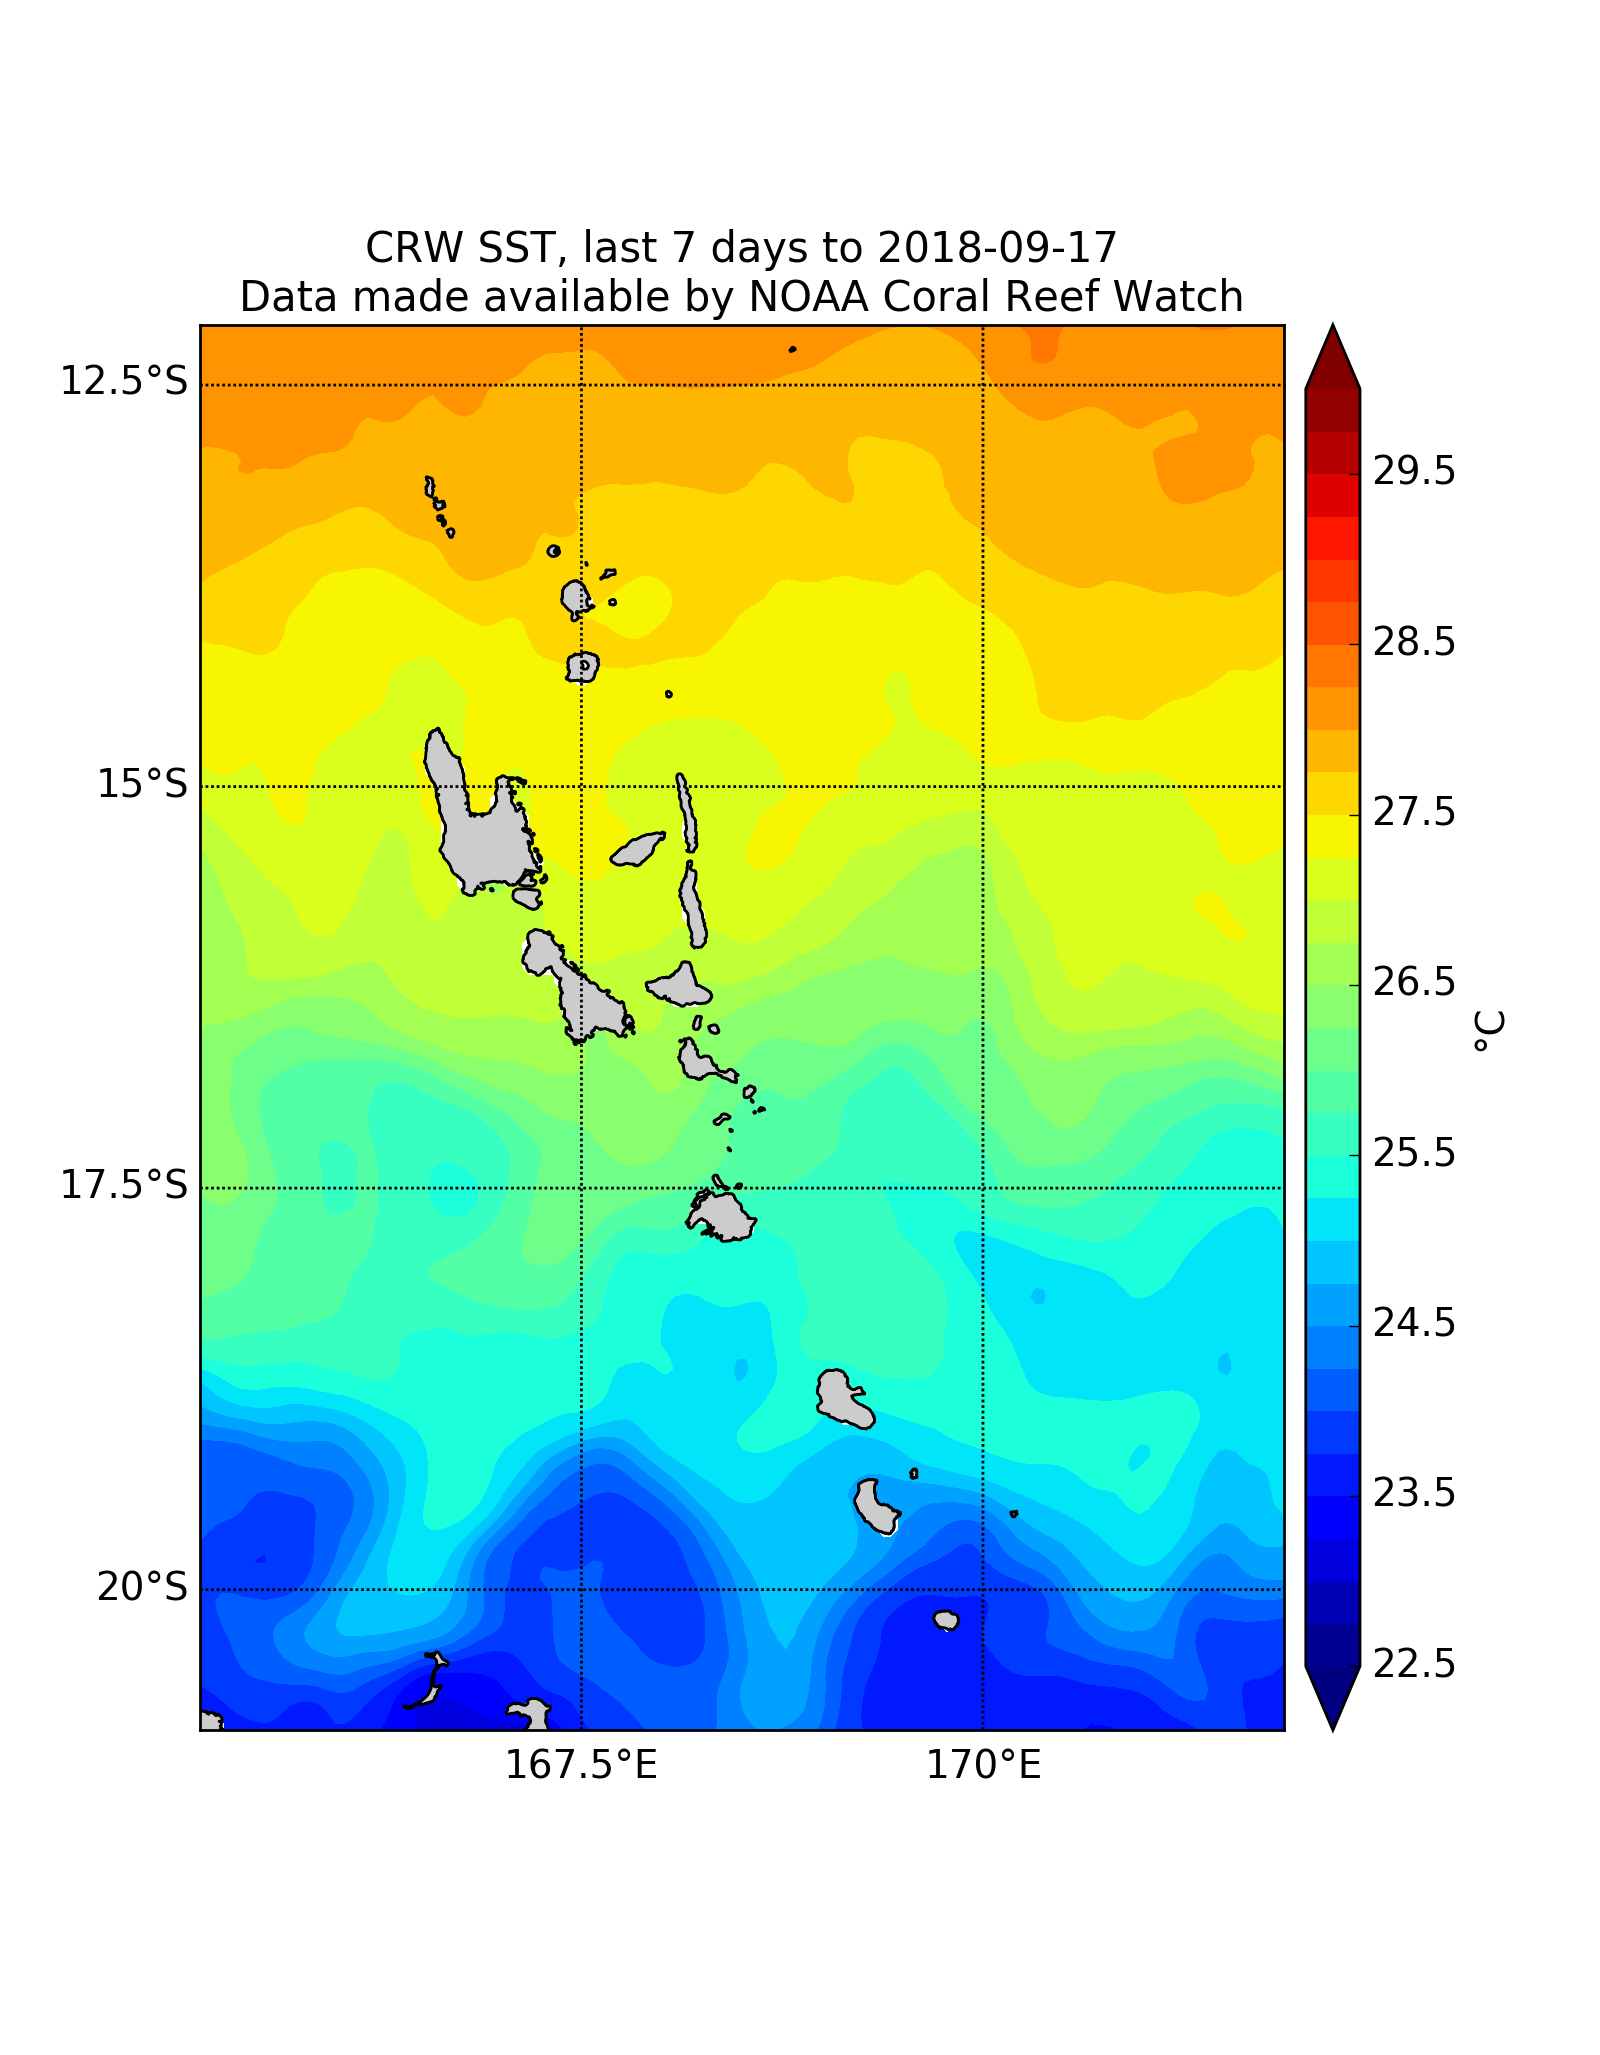 CRW SST, last 7 days to 2018-09-17
Data made available by NOAA Coral Reef Watch
12.5°S
15°S
17.5°S
20°S
167.5°E
170°E
29.5
28.5
27.5
26.5
25.5
24.5
23.5
22.5
°C